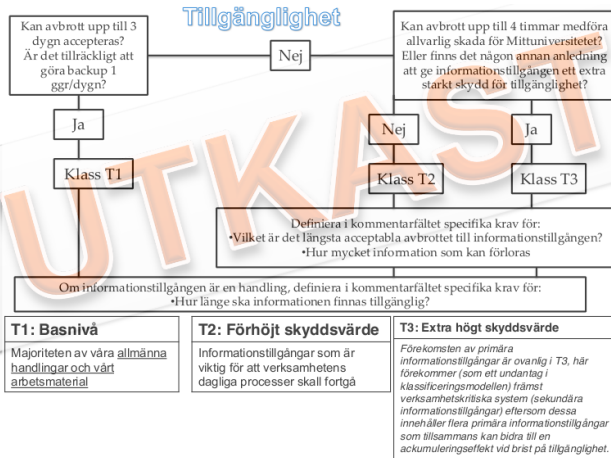 Tillgänglighet
Kan avbrott upp till 3
dygn accepteras?
Är det tillräckligt att
göra backup 1
ggr/dygn?
Nej
Kan avbrott upp till 4 timmar medföra
allvarlig skada för Mittuniversitetet?
Eller finns det någon annan anledning
att ge informationstillgången ett extra
starkt skydd för tillgänglighet?
Ja
Nej
Ja
Klass T1
Klass T2
Klass T3
UTKAST
Definiera i kommentarfältet specifika krav för:
•Vilket är det längsta acceptabla avbrottet till informationstillgången?
•Hur mycket information som kan förloras
Om informationstillgången är en handling, definiera i kommentarfältet specifika krav för:
•Hur länge ska informationen finnas tillgänglig?
T1: Basnivå
Majoriteten av våra allmänna
handlingar och vårt
arbetsmaterial
T2: Förhöjt skyddsvärde
Informationstillgångar som är
viktig för att verksamhetens
dagliga processer skall fortgå
T3: Extra högt skyddsvärde
Förekomsten av primära
informationstillgångar är ovanlig i T3, här
förekommer (som ett undantag i
klassificeringsmodellen) främst
verksamhetskritiska system (sekundära
informationstillgångar) eftersom dessa
innehåller flera primära informationstillgångar
som tillsammans kan bidra till en
ackumuleringseffekt vid brist på tillgänglighet.